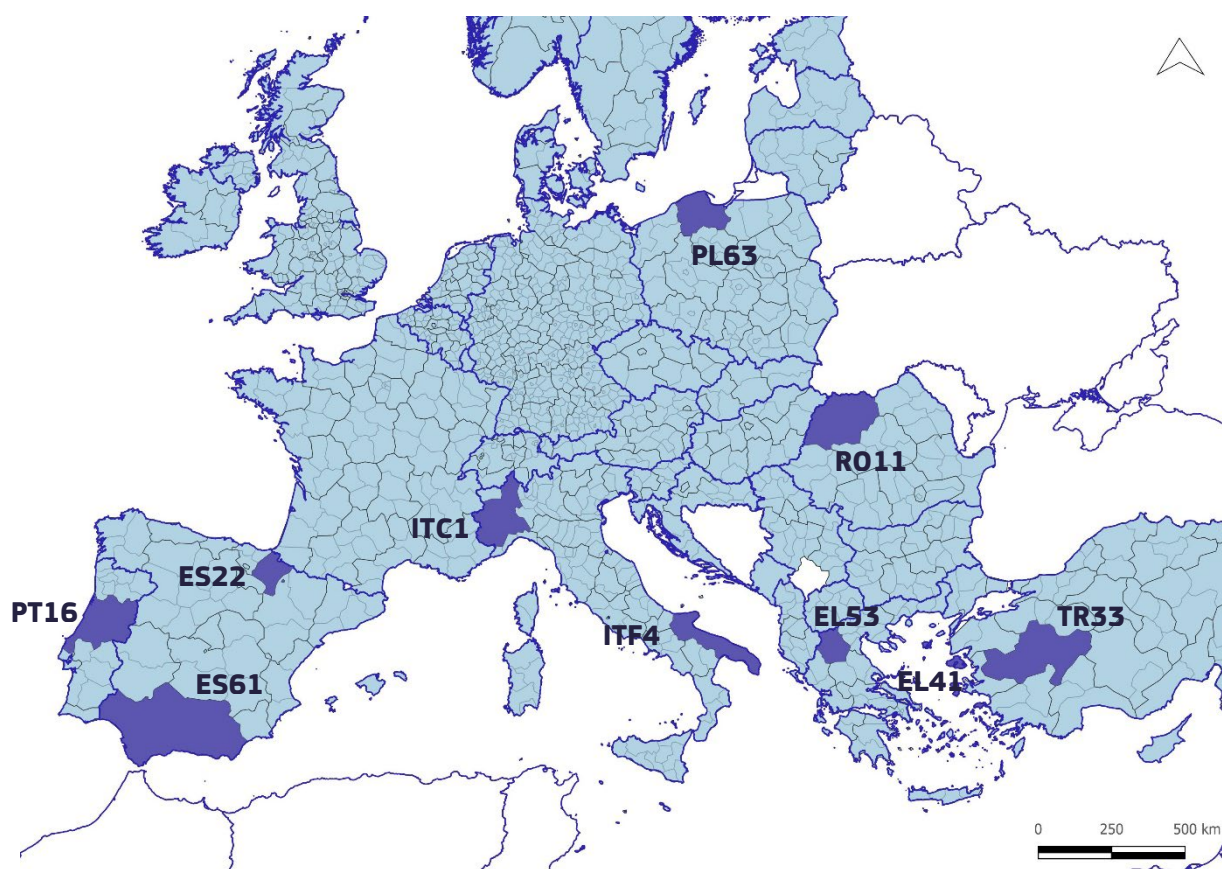 PL63
RO11
ITC1
ES22
PT16
ITF4
EL53
TR33
ES61
EL41
0 250 500 km